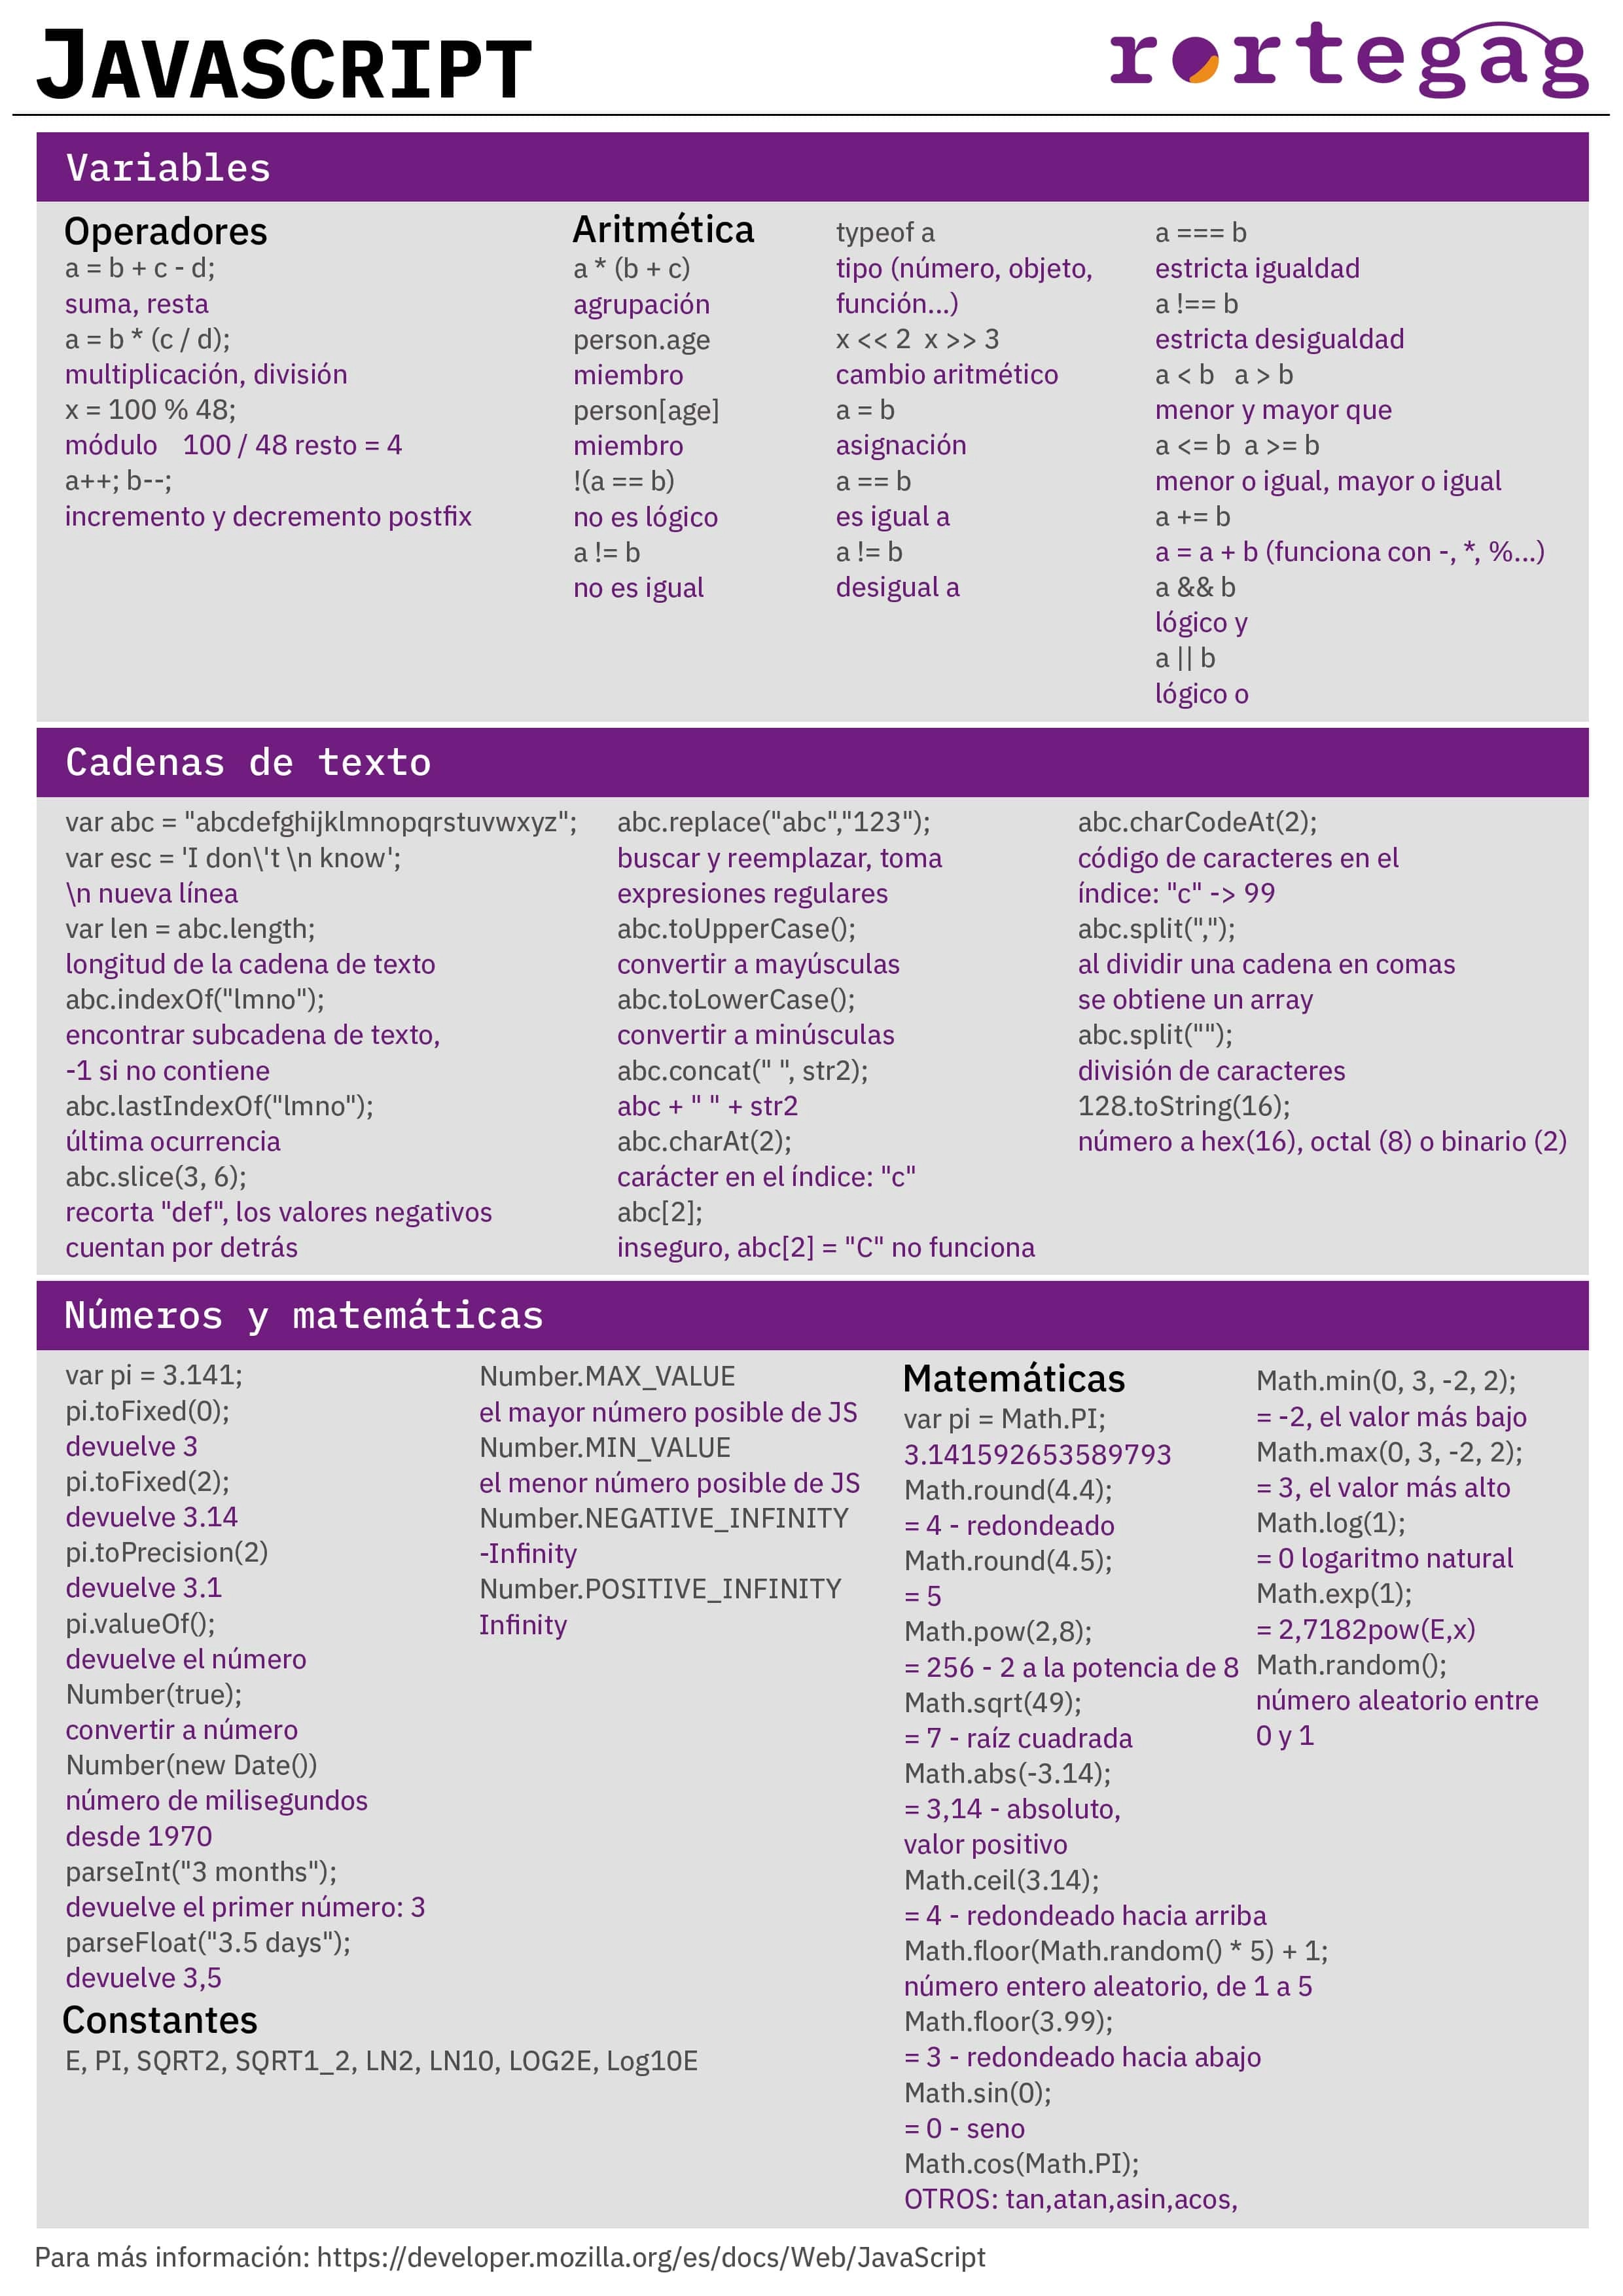 JAVASCRIPT
rortegag
Variables
Operadores
a = b + c - d;
suma, resta
a = b * (c / d);
multiplicación, división
x = 100 % 48;
módulo 100 / 48 resto = 4
a++; b--;
incremento y decremento postfix
Aritmética
a * (b + c)
agrupación
person.age
miembro
person[age]
miembro
!(a == b)
no es lógico
a != b
no es igual
typeof a
tipo (número, objeto,
función...)
x << 2 x >> 3
cambio aritmético
a = b
asignación
a == b
es igual a
a != b
desigual a
a === b
estricta igualdad
a !== b
estricta desigualdad
a < b a > b
menor y mayor que
a <= b a >= b
menor o igual, mayor o igual
a += b
a = a + b (funciona con -, *, %...)
a && b
lógico y
a || b
lógico o
Cadenas de texto
var abc = "abcdefghijklmnopqrstuvwxyz";
var esc = 'I don\'t \n know';
\n nueva línea
var len = abc.length;
longitud de la cadena de texto
abc.indexOf("lmno");
encontrar subcadena de texto,
-1 si no contiene
abc.lastIndexOf("lmno");
última ocurrencia
abc.slice(3, 6);
recorta "def", los valores negativos
cuentan por detrás
abc.replace("abc","123");
buscar y reemplazar, toma
expresiones regulares
abc.toUpperCase();
convertir a mayúsculas
abc.toLowerCase();
convertir a minúsculas
abc.concat(" ", str2);
abc + " " + str2
abc.charAt(2);
carácter en el índice: "c"
abc[2];
inseguro, abc[2] = "C" no funciona
abc.charCodeAt(2);
código de caracteres en el
índice: "c" -> 99
abc.split(",");
al dividir una cadena en comas
se obtiene un array
abc.split("");
división de caracteres
128.toString(16);
número a hex(16), octal (8) o binario (2)
Números y matemáticas
var pi = 3.141;
pi.toFixed(0);
devuelve 3
pi.toFixed(2);
devuelve 3.14
pi.toPrecision(2)
devuelve 3.1
pi.valueOf();
devuelve el número
Number(true);
convertir a número
Number(new Date())
número de milisegundos
desde 1970
parseInt("3 months");
devuelve el primer número: 3
parseFloat("3.5 days");
devuelve 3,5
Constantes
E, PI, SQRT2, SQRT1_2, LN2, LN10, LOG2E, Log10E
Number.MAX_VALUE
el mayor número posible de JS
Number.MIN_VALUE
el menor número posible de JS
Number.NEGATIVE_INFINITY
-Infinity
Number.POSITIVE_INFINITY
Infinity
Matemáticas
var pi = Math.PI;
3.141592653589793
Math.round(4.4);
= 4 - redondeado
Math.round(4.5);
= 5
Math.pow(2,8);
= 256 - 2 a la potencia de 8
Math.sqrt(49);
= 7 - raíz cuadrada
Math.abs(-3.14);
= 3,14 - absoluto,
valor positivo
Math.ceil(3.14);
= 4 - redondeado hacia arriba
Math.floor(Math.random() * 5) + 1;
número entero aleatorio, de 1 a 5
Math.floor(3.99);
= 3 - redondeado hacia abajo
Math.sin(0);
= 0 - seno
Math.cos(Math.PI);
OTROS: tan,atan,asin,acos,
Math.min(0, 3, -2, 2);
= -2, el valor más bajo
Math.max(0, 3, -2, 2);
= 3, el valor más alto
Math.log(1);
= 0 logaritmo natural
Math.exp(1);
= 2,7182pow(E,x)
Math.random();
número aleatorio entre
0 y 1
Para más información: https://developer.mozilla.org/es/docs/Web/JavaScript